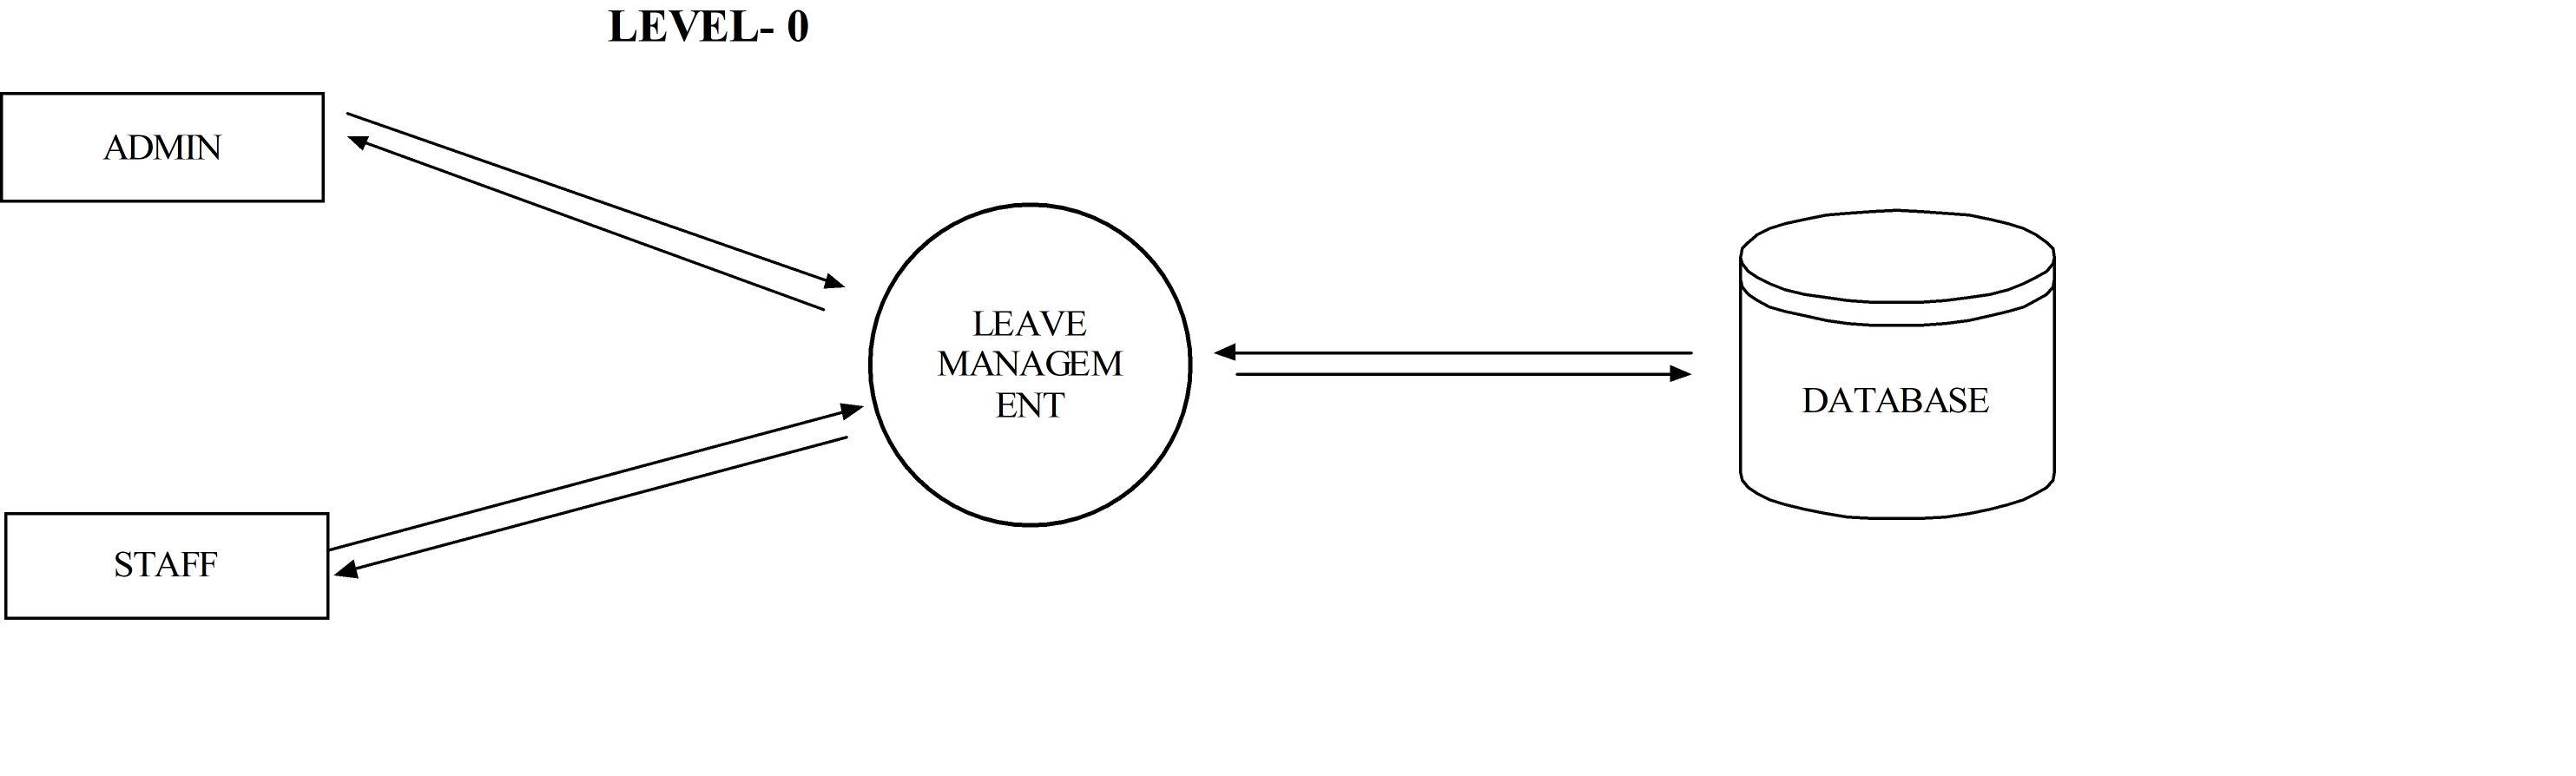 LEVEL- 0
ADMIN
LEAVE
MANAGEM
ENT
DATABASE
STAFF